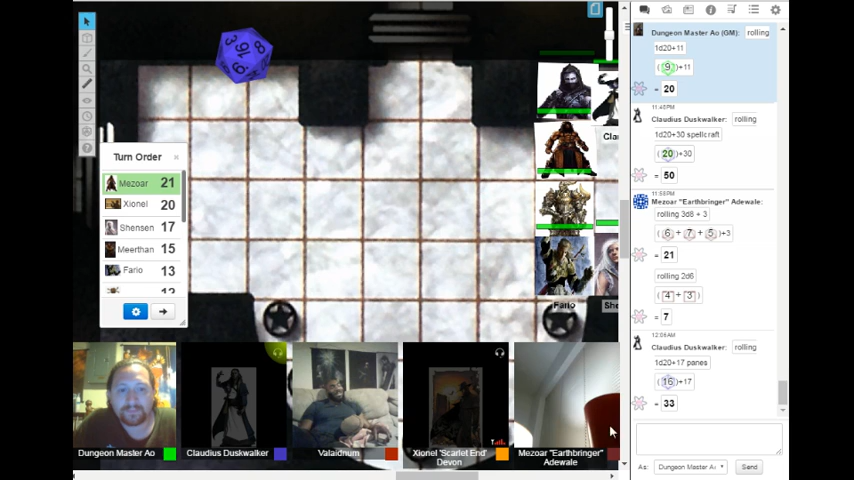 Turn Order ×
Mezoar 21
Xionel 20
Shensen 17
Meerthan 15
Fario 13
12
Fario
Dungeon Master Ao
Claudius Duskwalker
Valaidnum
Xionel 'Scarlet End'
Devon
Mezoar "Earthbringer"
Adewale
Dungeon Master Ao (GM): rolling
1d20+11
(9)+11
= 20
11:45PM
Claudius Duskwalker: rolling
1d20+30 spellcraft
(20)+30
= 50
11:58PM
Mezoar "Earthbringer" Adewale:
rolling 3d8 + 3
(6+7+5)+3
= 21
rolling 2d6
(4+3)
= 7
12:08AM
Claudius Duskwalker: rolling
1d20+17 panes
(16)+17
= 33
As: Dungeon Master A
Send